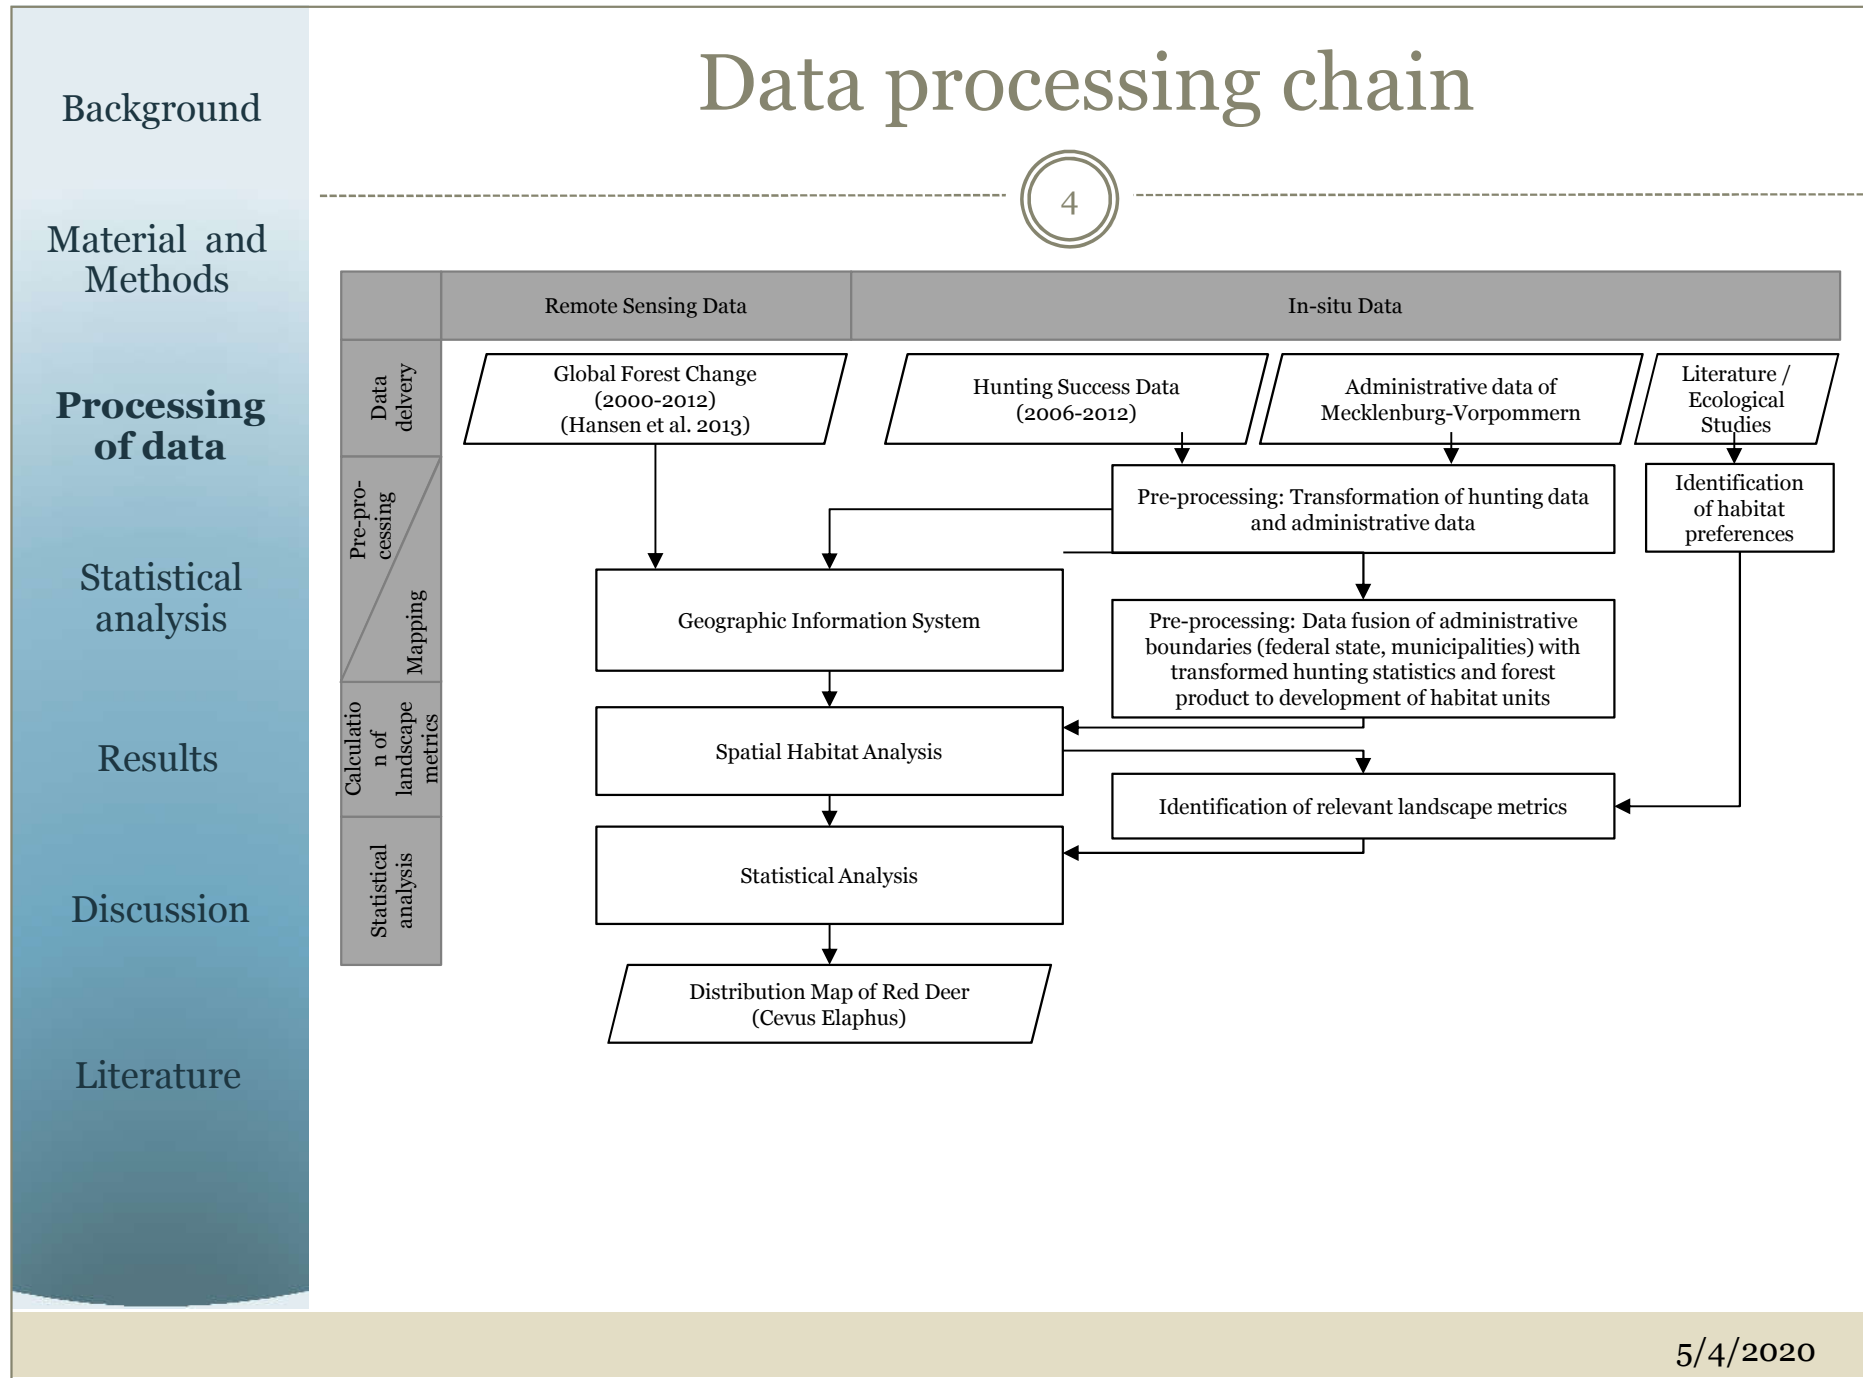 Background
Material and
Methods
Processing
of data
Statistical
analysis
Results
Discussion
Literature
Data processing chain
4
Remote Sensing Data
In-situ Data
Data
delvery
Global Forest Change
(2000-2012)
(Hansen et al. 2013)
Hunting Success Data
(2006-2012)
Administrative data of
Mecklenburg-Vorpommern
Literature /
Ecological
Studies
Pre-pro-
cessing
Mapping
Pre-processing: Transformation of hunting data
and administrative data
Identification
of habitat
preferences
Geographic Information System
Pre-processing: Data fusion of administrative
boundaries (federal state, municipalities) with
transformed hunting statistics and forest
product to development of habitat units
Calculatio
n of
landscape
metrics
Spatial Habitat Analysis
Identification of relevant landscape metrics
Statistical
analysis
Statistical Analysis
Distribution Map of Red Deer
(Cevus Elaphus)
5/4/2020